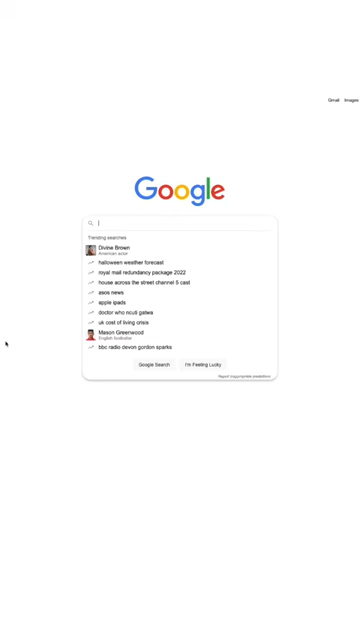 Gmail Images
Google
Trending searches
Divine Brown
American actor
halloween weather forecast
royal mail redundancy package 2022
house across the street channel 5 cast
asos news
apple ipads
doctor who ncuti gatwa
uk cost of living crisis
Mason Greenwood
English footballer
bbc radio devon gordon sparks
Google Search I'm Feeling Lucky
Report inappropriate predictions